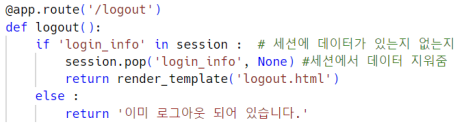 @app.route('/logout')
def logout():
    if 'login_info' in session :  # 세션에 데이터가 있는지 없는지
        session.pop('login_info', None) #세션에서 데이터 지워줌
        return render_template('logout.html')
    else :
        return '이미 로그아웃 되어 있습니다.'